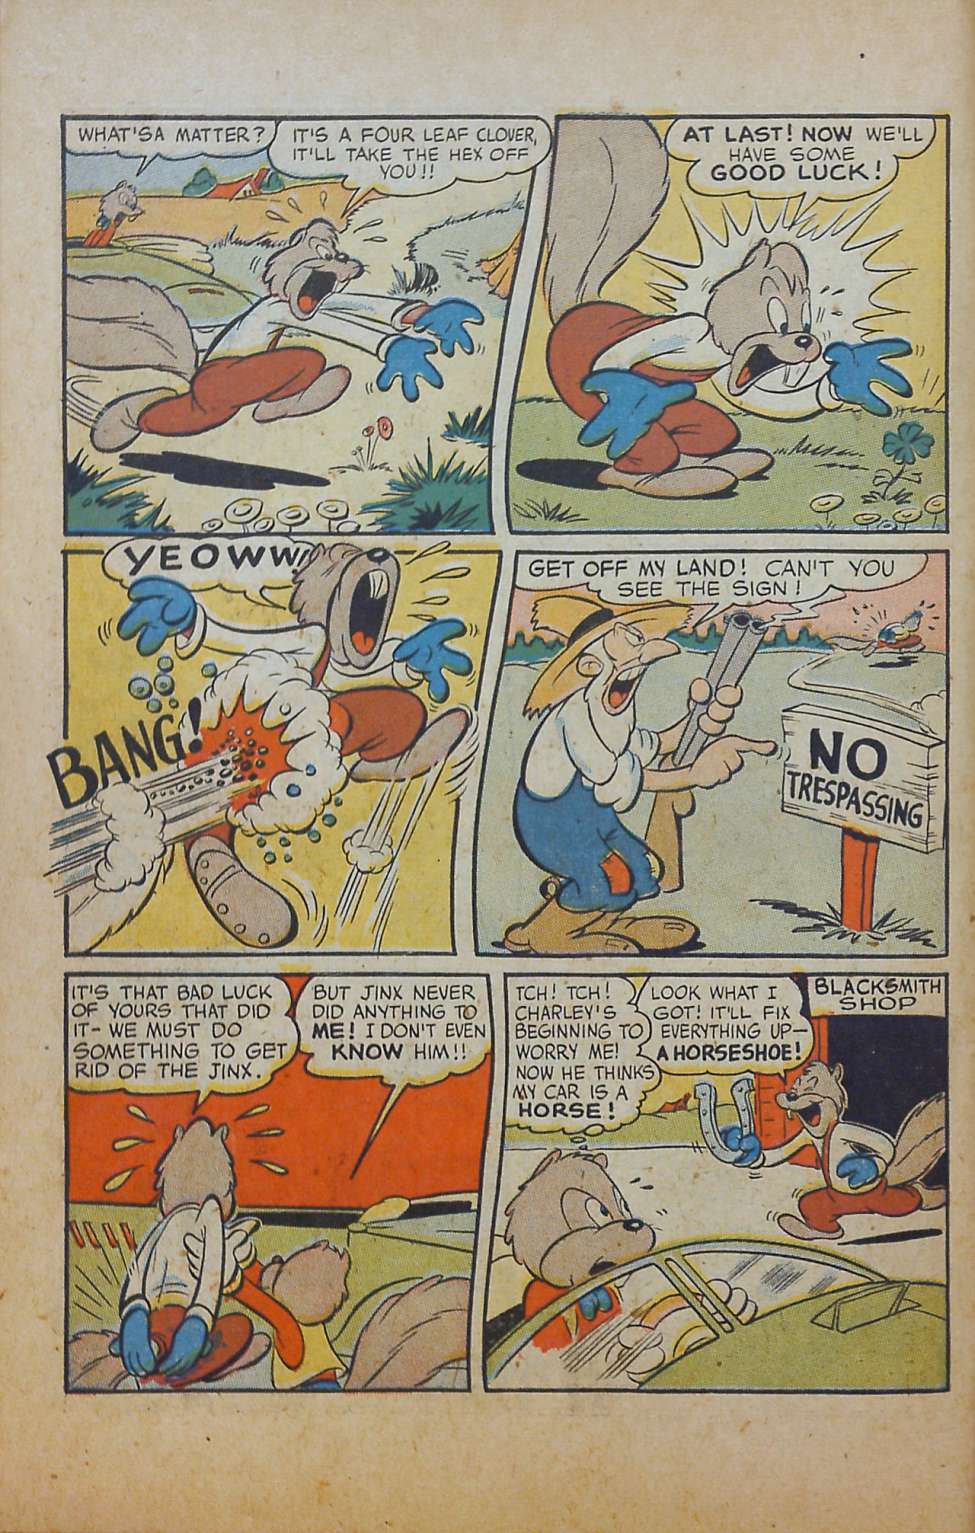 WHAT'SA MATTER?
IT'S A FOUR LEAF CLOVER,
IT'LL TAKE THE HEX OFF
YOU!!
AT LAST! NOW WE'LL
HAVE SOME
GOOD LUCK!
YEOWW
BANG!
GET OFF MY LAND! CAN'T YOU
SEE THE SIGN!
NO
TRESPASSING
IT'S THAT BAD LUCK
OF YOURS THAT DID
IT- WE MUST DO
SOMETHING TO GET
RID OF THE JINX.
BUT JINX NEVER
DID ANYTHING TO
ME! I DON'T EVEN
KNOW HIM!!
TCH! TCH!
CHARLEY'S
BEGINNING TO
WORRY ME!
NOW HE THINKS
MY CAR IS A
HORSE!
LOOK WHAT I
GOT! IT'LL FIX
EVERYTHING UP-
A HORSESHOE!
BLACKSMITH
SHOP